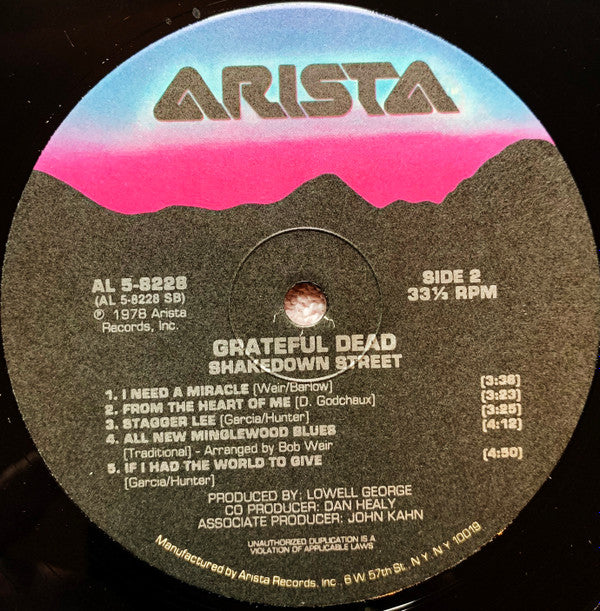 ARISTA
AL 5-8228
(AL 5-8228 SB)
℗ 1978 Arista
Records, Inc.
SIDE 2
33⅓ RPM
GRATEFUL DEAD
SHAKEDOWN STREET
1. I NEED A MIRACLE (Weir/Barlow) [3:36]
2. FROM THE HEART OF ME [D. Godchaux] [3:23]
3. STAGGER LEE (Garcia/Hunter) [3:25]
4. ALL NEW MINGLEWOOD BLUES [4:12]
[Traditional] - Arranged by Bob Weir
5. IF I HAD THE WORLD TO GIVE [4:50]
[Garcia/Hunter]
PRODUCED BY: LOWELL GEORGE
CO PRODUCER: DAN HEALY
ASSOCIATE PRODUCER: JOHN KAHN
UNAUTHORIZED DUPLICATION IS A
VIOLATION OF APPLICABLE LAWS
Manufactured by Arista Records, Inc., 6 W 57th St., N.Y., N.Y. 10019